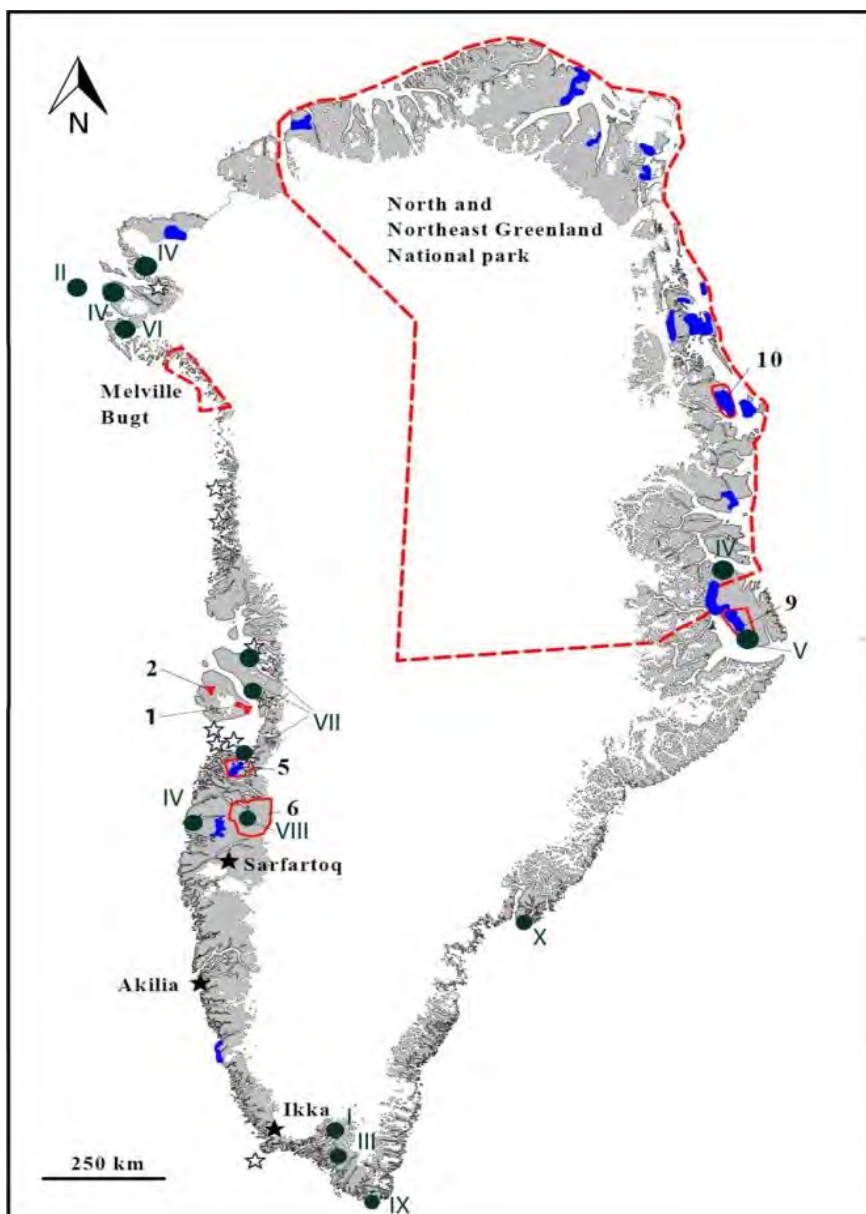 N
North and
Northeast Greenland
National park
IV
II
IV
VI
Melville
Bugt
10
IV
9
V
2
1
VII
5
IV
6
VIII
Sarfartoq
X
Akilia
Ikka
I
III
250 km
IX